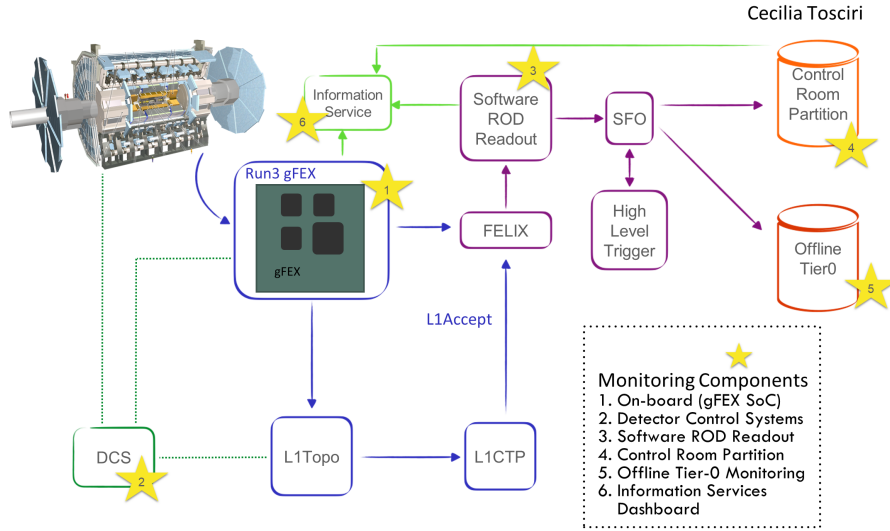 Cecilia Tosciri
Information
Service
6
3
Software
ROD
Readout
SFO
Control
Room
Partition
4
Run3 gFEX
1
gFEX
FELIX
High
Level
Trigger
Offline
Tier0
5
L1Accept
DCS
2
L1Topo
L1CTP
Monitoring Components
1. On-board (gFEX SoC)
2. Detector Control Systems
3. Software ROD Readout
4. Control Room Partition
5. Offline Tier-0 Monitoring
6. Information Services
Dashboard